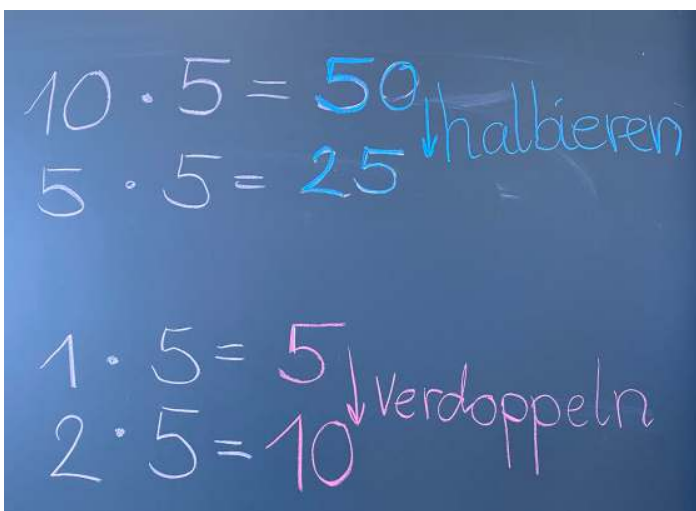 10 · 5 = 50
halbieren
5 · 5 = 25
1 · 5 = 5
verdoppeln
2 · 5 = 10